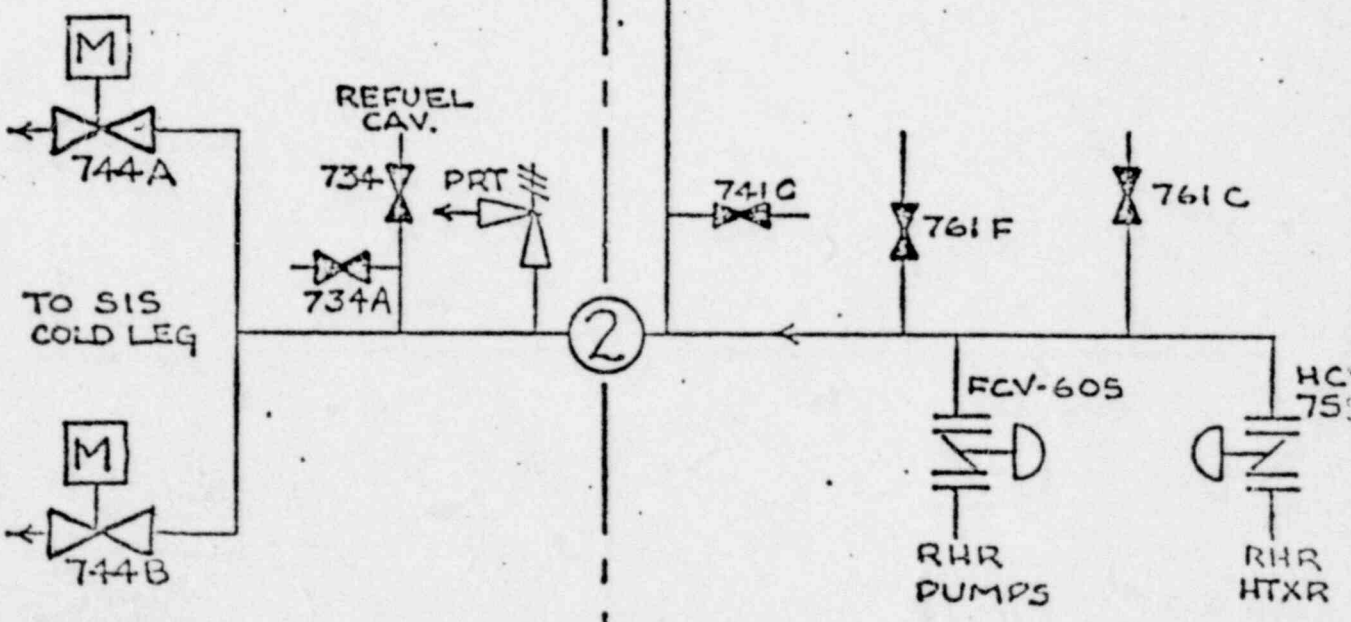 M
744A
REFUEL
CAV.
734
PRT
734A
741C
761F
761C
TO SIS
COLD LEG
2
FCV-605
M
744B
RHR
PUMPS
RHR
HTXR